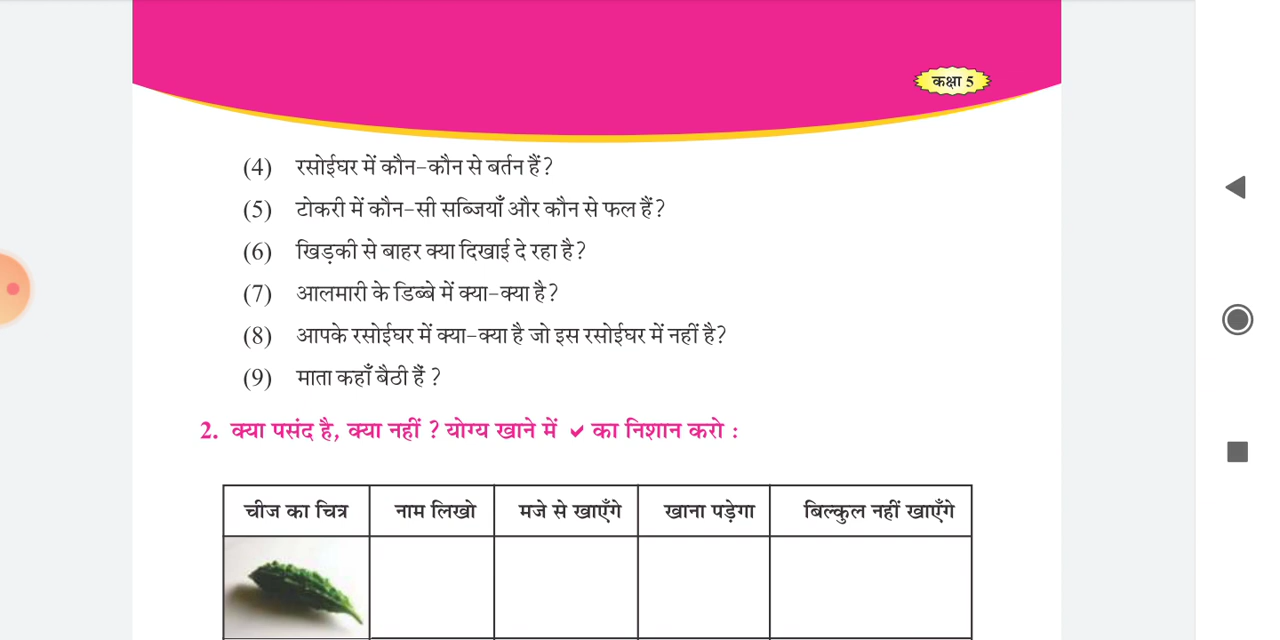 कक्षा 5
(4) रसोईघर में कौन-कौन से बर्तन हैं?
(5) टोकरी में कौन-सी सब्जियाँ और कौन से फल हैं?
(6) खिड़की से बाहर क्या दिखाई दे रहा है?
(7) आलमारी के डिब्बे में क्या-क्या है?
(8) आपके रसोईघर में क्या-क्या है जो इस रसोईघर में नहीं है?
(9) माता कहाँ बैठी हैं ?
2. क्या पसंद है, क्या नहीं ? योग्य खाने में ✓ का निशान करो :
चीज का चित्र नाम लिखो मजे से खाएँगे खाना पड़ेगा बिल्कुल नहीं खाएँगे